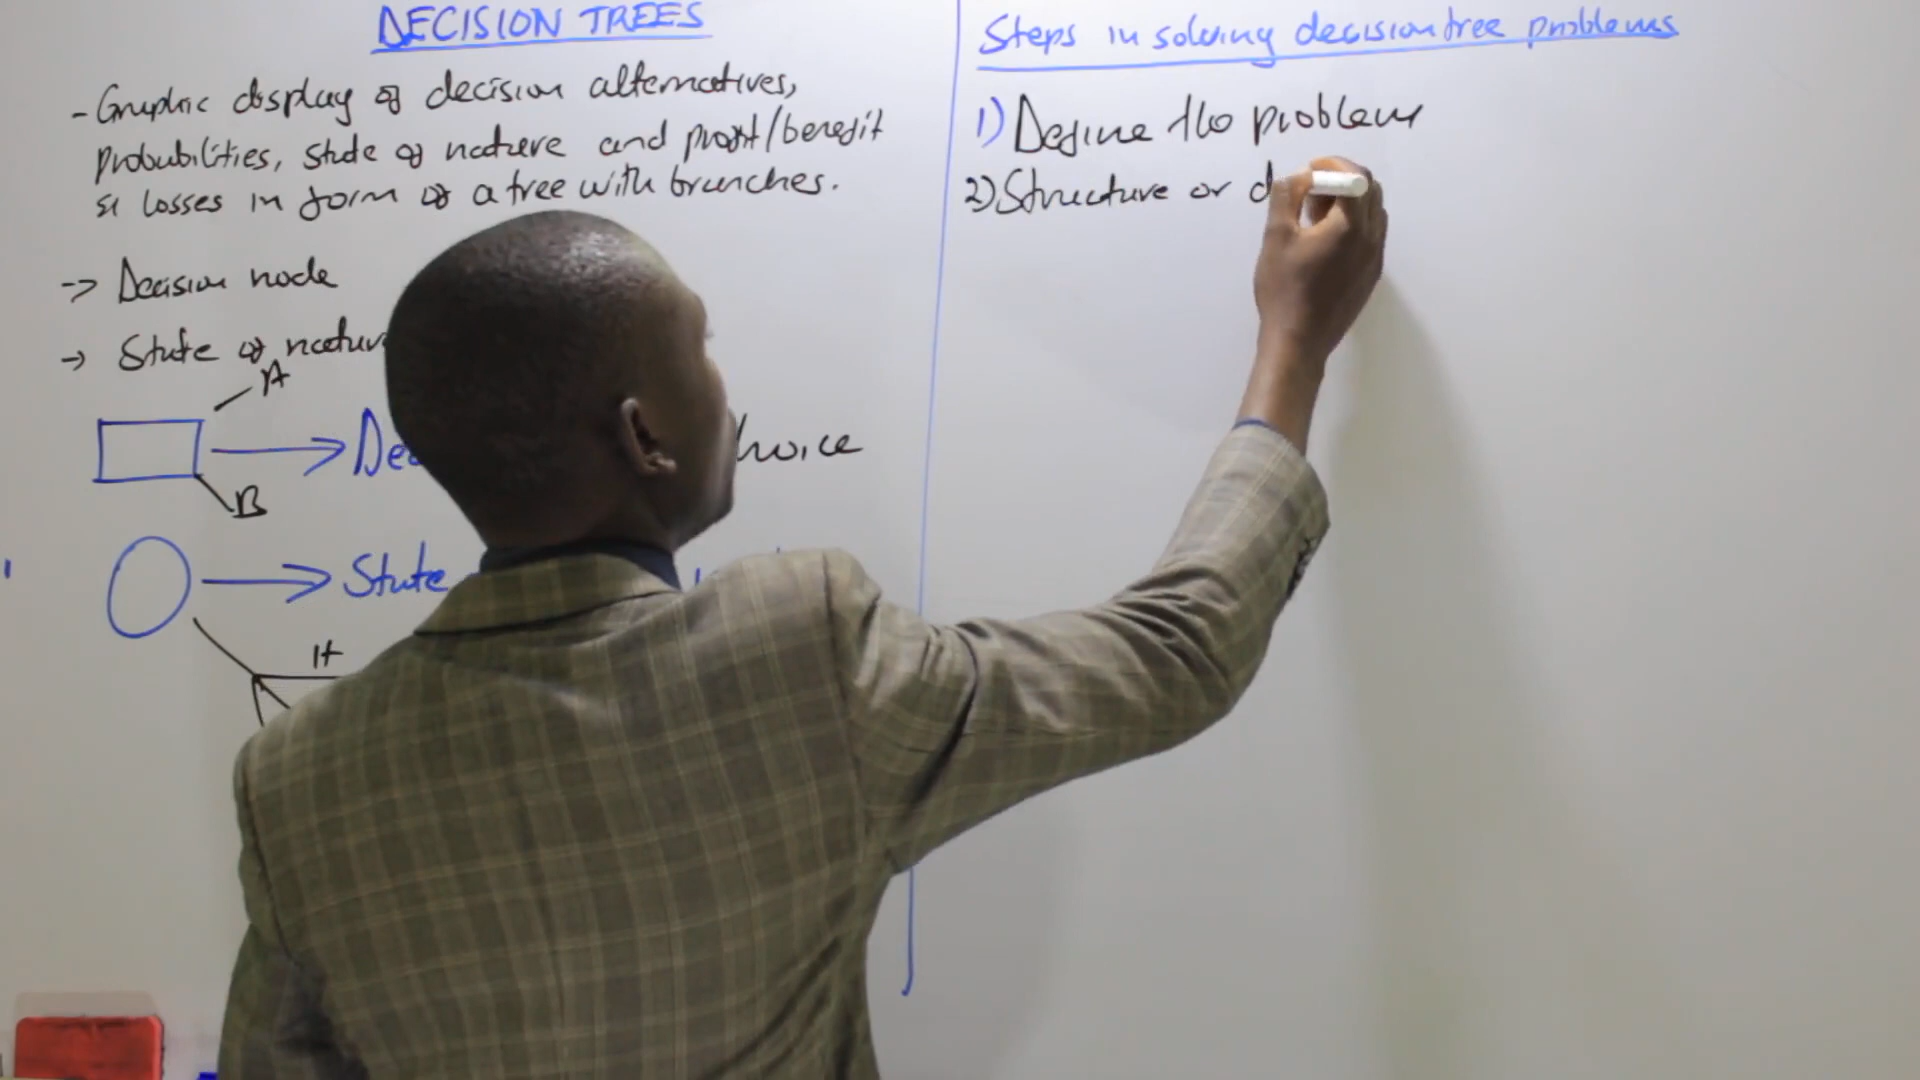 DECISION TREES
- Graphic display of decision alternatives,
probabilities, state of nature and profit/benefit
& losses in form of a tree with branches.
-> Decision node
-> State of natur
A
Dec
hoice
B
State
H
Steps in solving decision tree problems
1) Define the problem
2) Structure or d